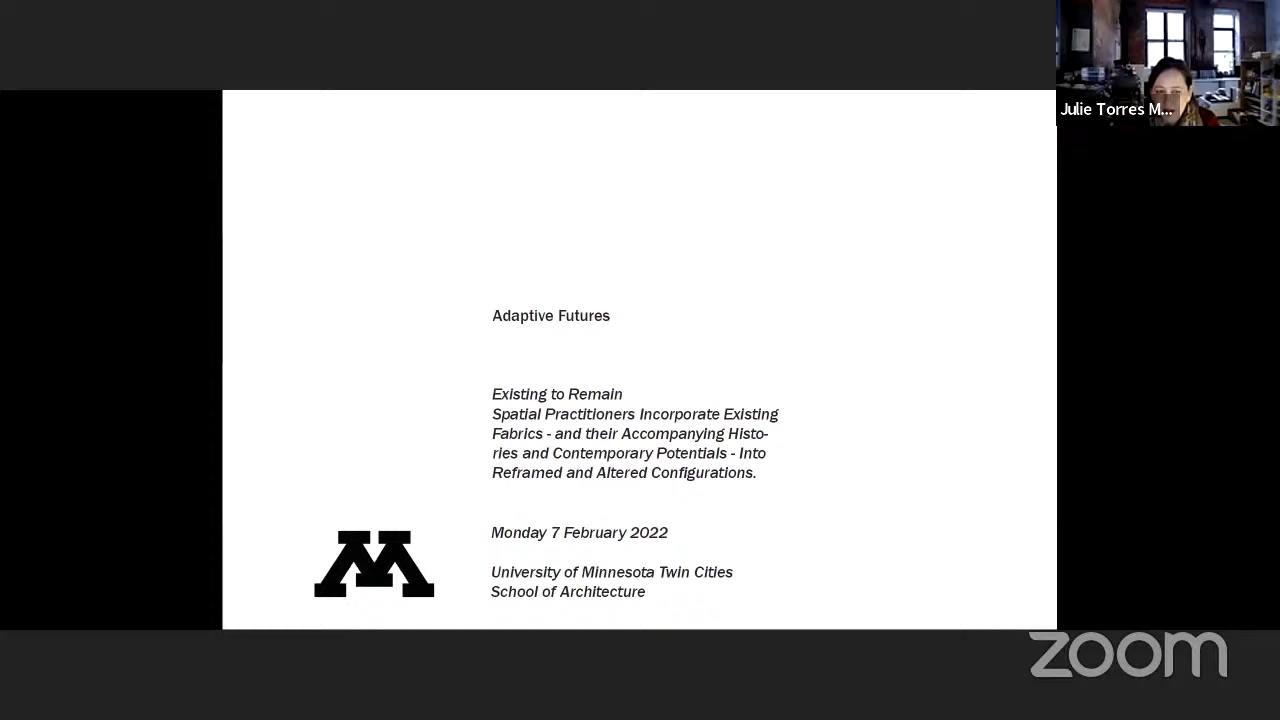 Julie Torres M...
Adaptive Futures
Existing to Remain
Spatial Practitioners Incorporate Existing
Fabrics - and their Accompanying Histo-
ries and Contemporary Potentials - Into
Reframed and Altered Configurations.
Monday 7 February 2022
M
University of Minnesota Twin Cities
School of Architecture
zoom